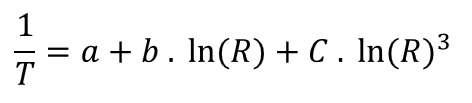 1/T = a + b . ln(R) + C . ln(R)³